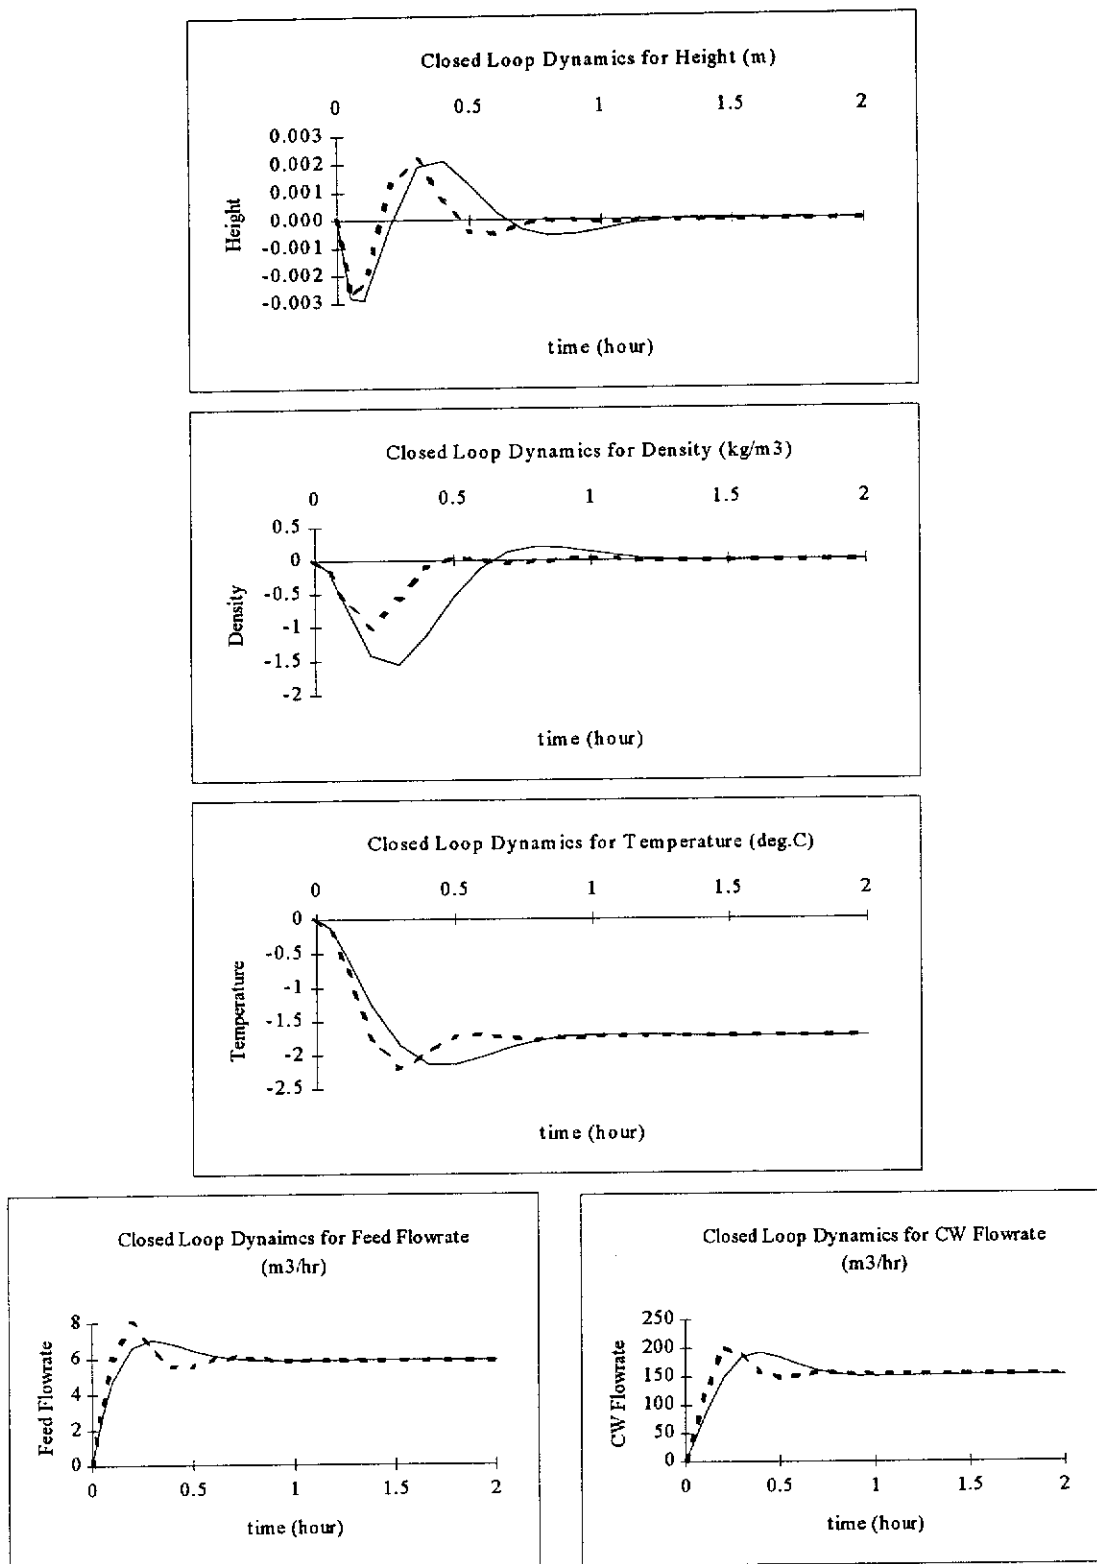 Closed Loop Dynamics for Height (m)
0 0.5 1 1.5 2
0.003
0.002
0.001
0.000
-0.001
-0.002
-0.003
Height
time (hour)
Closed Loop Dynamics for Density (kg/m3)
0 0.5 1 1.5 2
0.5
0
-0.5
-1
-1.5
-2
Density
time (hour)
Closed Loop Dynamics for Temperature (deg.C)
0 0.5 1 1.5 2
0
-0.5
-1
-1.5
-2
-2.5
Temperature
time (hour)
Closed Loop Dynaimcs for Feed Flowrate
(m3/hr)
8
6
4
2
0
Feed Flowrate
0 0.5 1 1.5 2
time (hour)
Closed Loop Dynamics for CW Flowrate
(m3/hr)
250
200
150
100
50
0
CW Flowrate
0 0.5 1 1.5 2
time (hour)